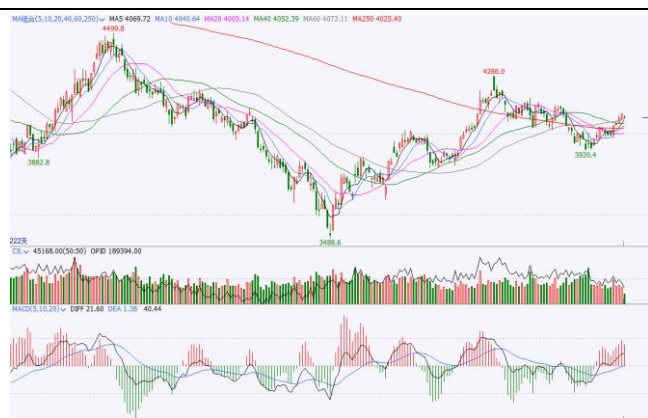 MA组合(5,10,20,40,60,250) MA5 4069.72 MA10 4040.64 MA20 4005.14 MA40 4052.39 MA60 4072.11 MA250 4025.40
4499.8
4286.0
3882.8
3920.4
3488.6
222天
CJL 45168.00(50:50) OPID 189394.00
MACD(5,10,20) DIFF 21.60 DEA 1.38 40.44